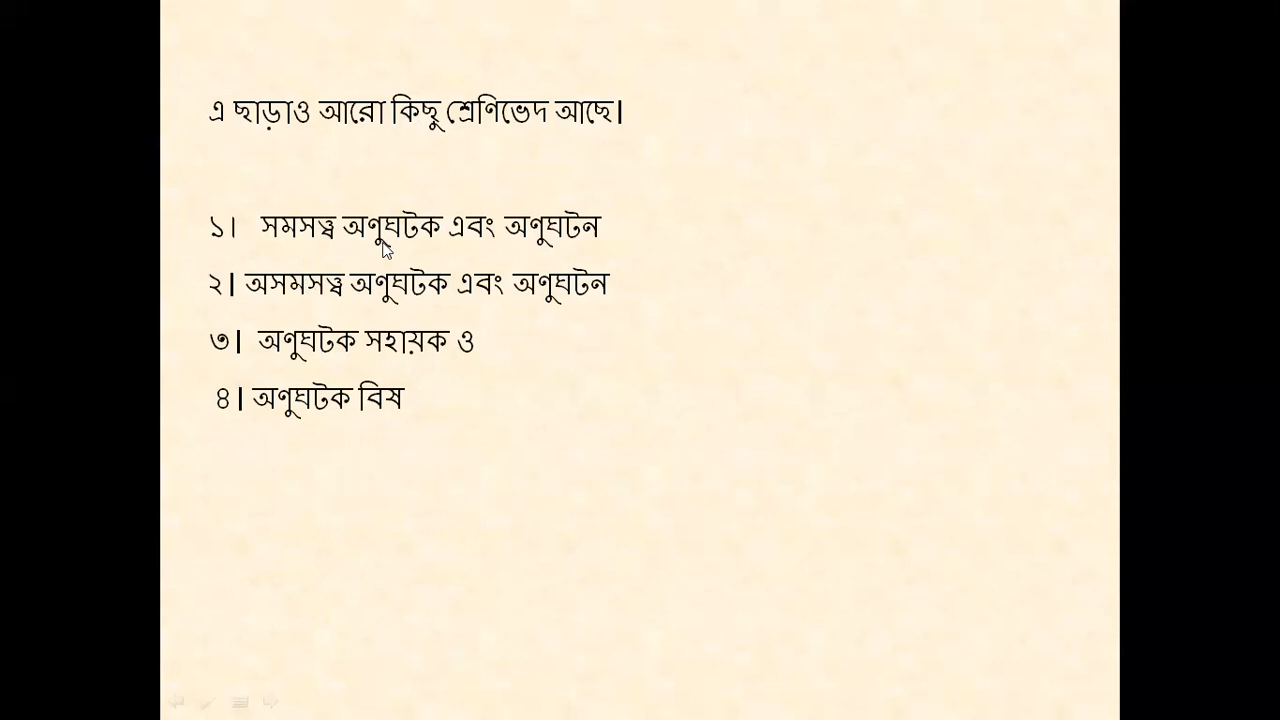 এ ছাড়াও আরো কিছু শ্রেণিভেদ আছে।
১। সমসত্ত্ব অণুঘটক এবং অণুঘটন
২। অসমসত্ত্ব অণুঘটক এবং অণুঘটন
৩। অণুঘটক সহায়ক ও
৪। অণুঘটক বিষ